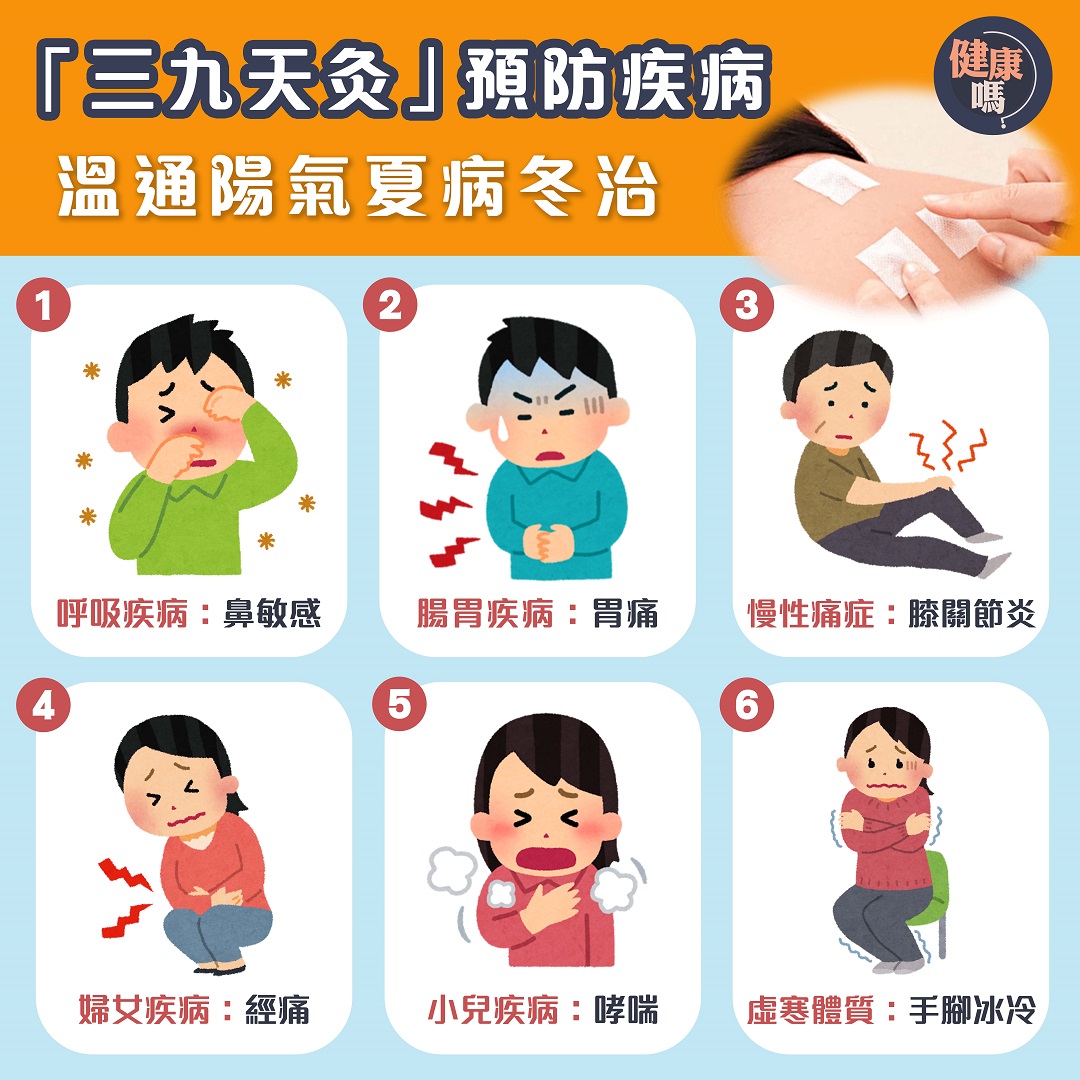 「三九天灸」預防疾病
溫通陽氣夏病冬治
健康
嗎?
1
呼吸疾病：鼻敏感
2
腸胃疾病：胃痛
3
慢性痛症：膝關節炎
4
婦女疾病：經痛
5
小兒疾病：哮喘
6
虛寒體質：手腳冰冷